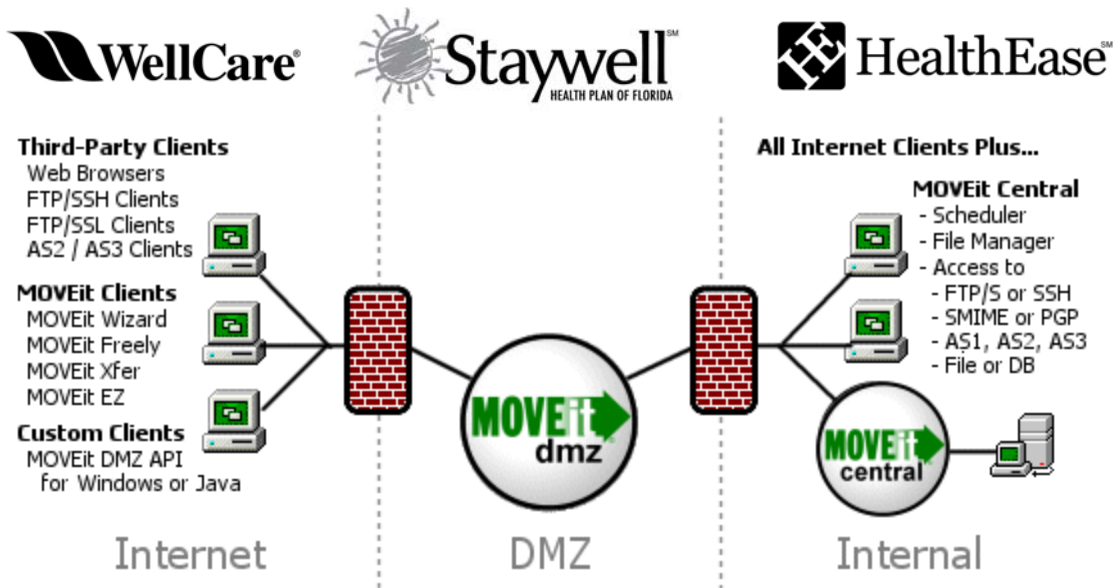 WellCare®
Staywell℠
HEALTH PLAN OF FLORIDA
HE HealthEase℠
Third-Party Clients
Web Browsers
FTP/SSH Clients
FTP/SSL Clients
AS2 / AS3 Clients
MOVEit Clients
MOVEit Wizard
MOVEit Freely
MOVEit Xfer
MOVEit EZ
Custom Clients
MOVEit DMZ API
for Windows or Java
MOVEit
dmz
All Internet Clients Plus...
MOVEit Central
- Scheduler
- File Manager
- Access to
- FTP/S or SSH
- SMIME or PGP
- AS1, AS2, AS3
- File or DB
MOVEit
central
Internet
DMZ
Internal